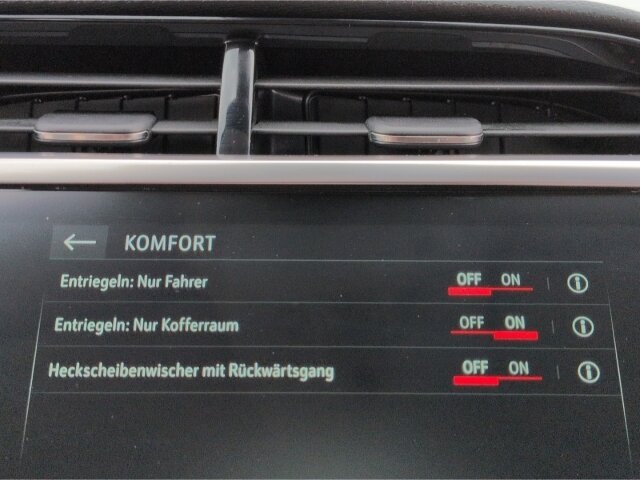 KOMFORT
Entriegeln: Nur Fahrer OFF ON
Entriegeln: Nur Kofferraum OFF ON
Heckscheibenwischer mit Rückwärtsgang OFF ON